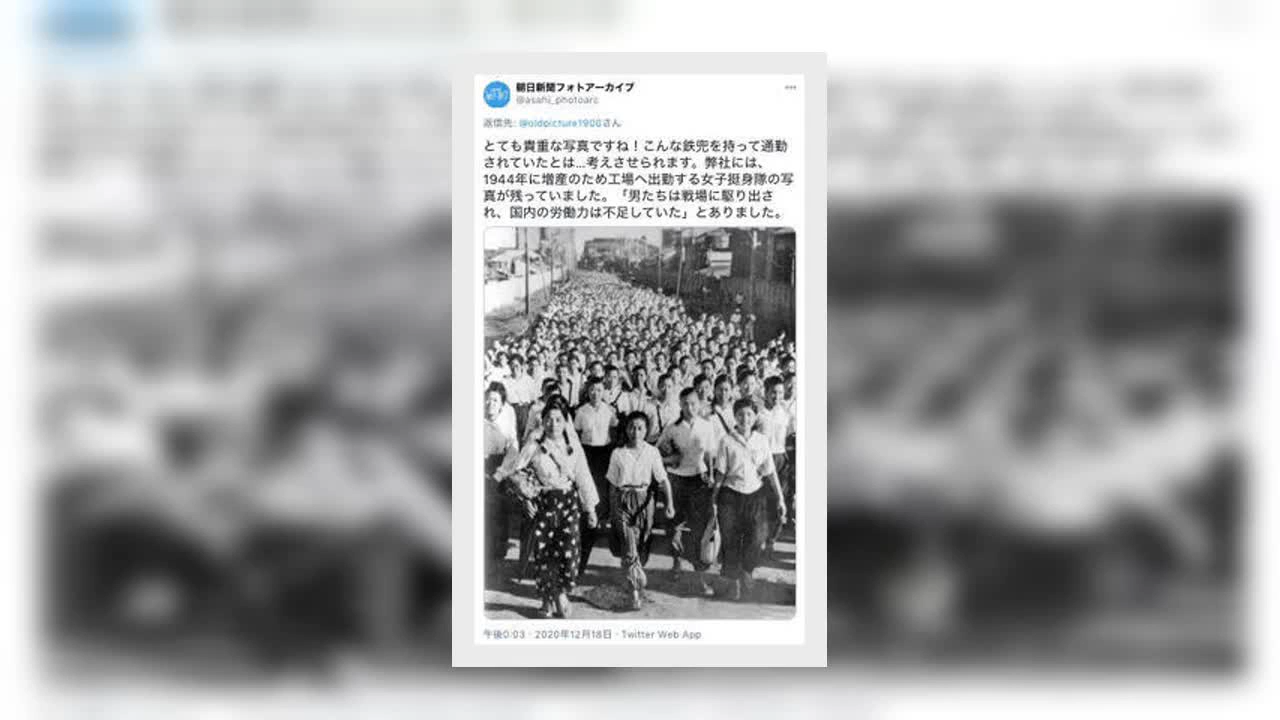 朝日新聞フォトアーカイブ
@asahi_photoarc
返信先: @oldpicture1900さん
とても貴重な写真ですね！こんな鉄兜を持って通勤
されていたとは...考えさせられます。弊社には、
1944年に増産のため工場へ出勤する女子挺身隊の写
真が残っていました。「男たちは戦場に駆り出さ
れ、国内の労働力は不足していた」とありました。
午後0:03 · 2020年12月18日 · Twitter Web App